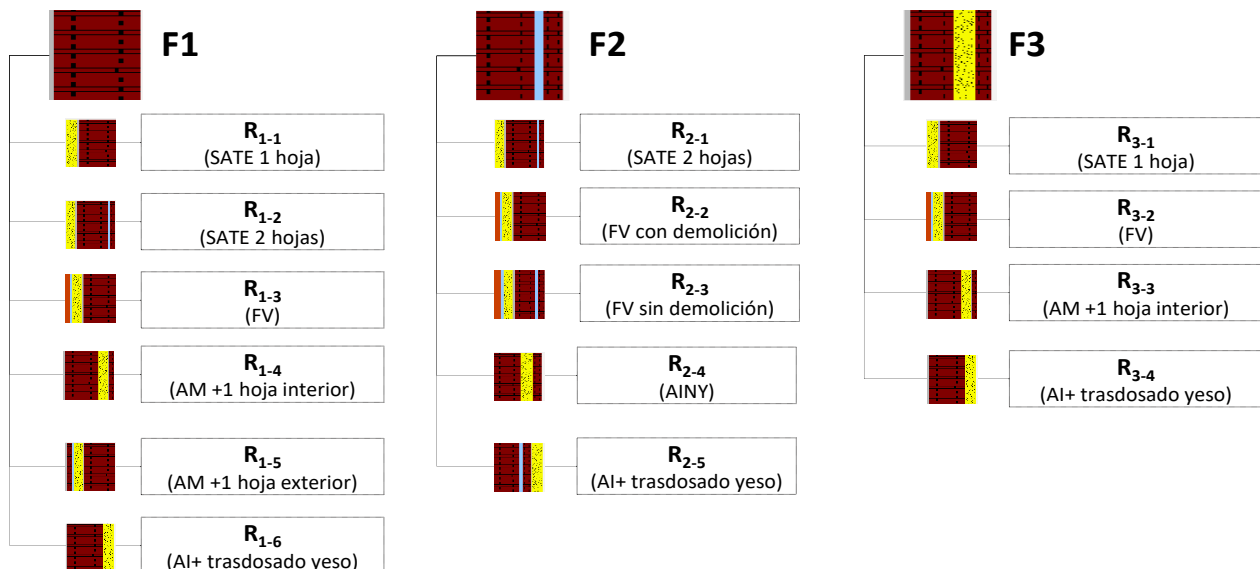 F1
R1-1
(SATE 1 hoja)
R1-2
(SATE 2 hojas)
R1-3
(FV)
R1-4
(AM +1 hoja interior)
R1-5
(AM +1 hoja exterior)
R1-6
(AI+ trasdosado yeso)
F2
R2-1
(SATE 2 hojas)
R2-2
(FV con demolición)
R2-3
(FV sin demolición)
R2-4
(AINY)
R2-5
(AI+ trasdosado yeso)
F3
R3-1
(SATE 1 hoja)
R3-2
(FV)
R3-3
(AM +1 hoja interior)
R3-4
(AI+ trasdosado yeso)